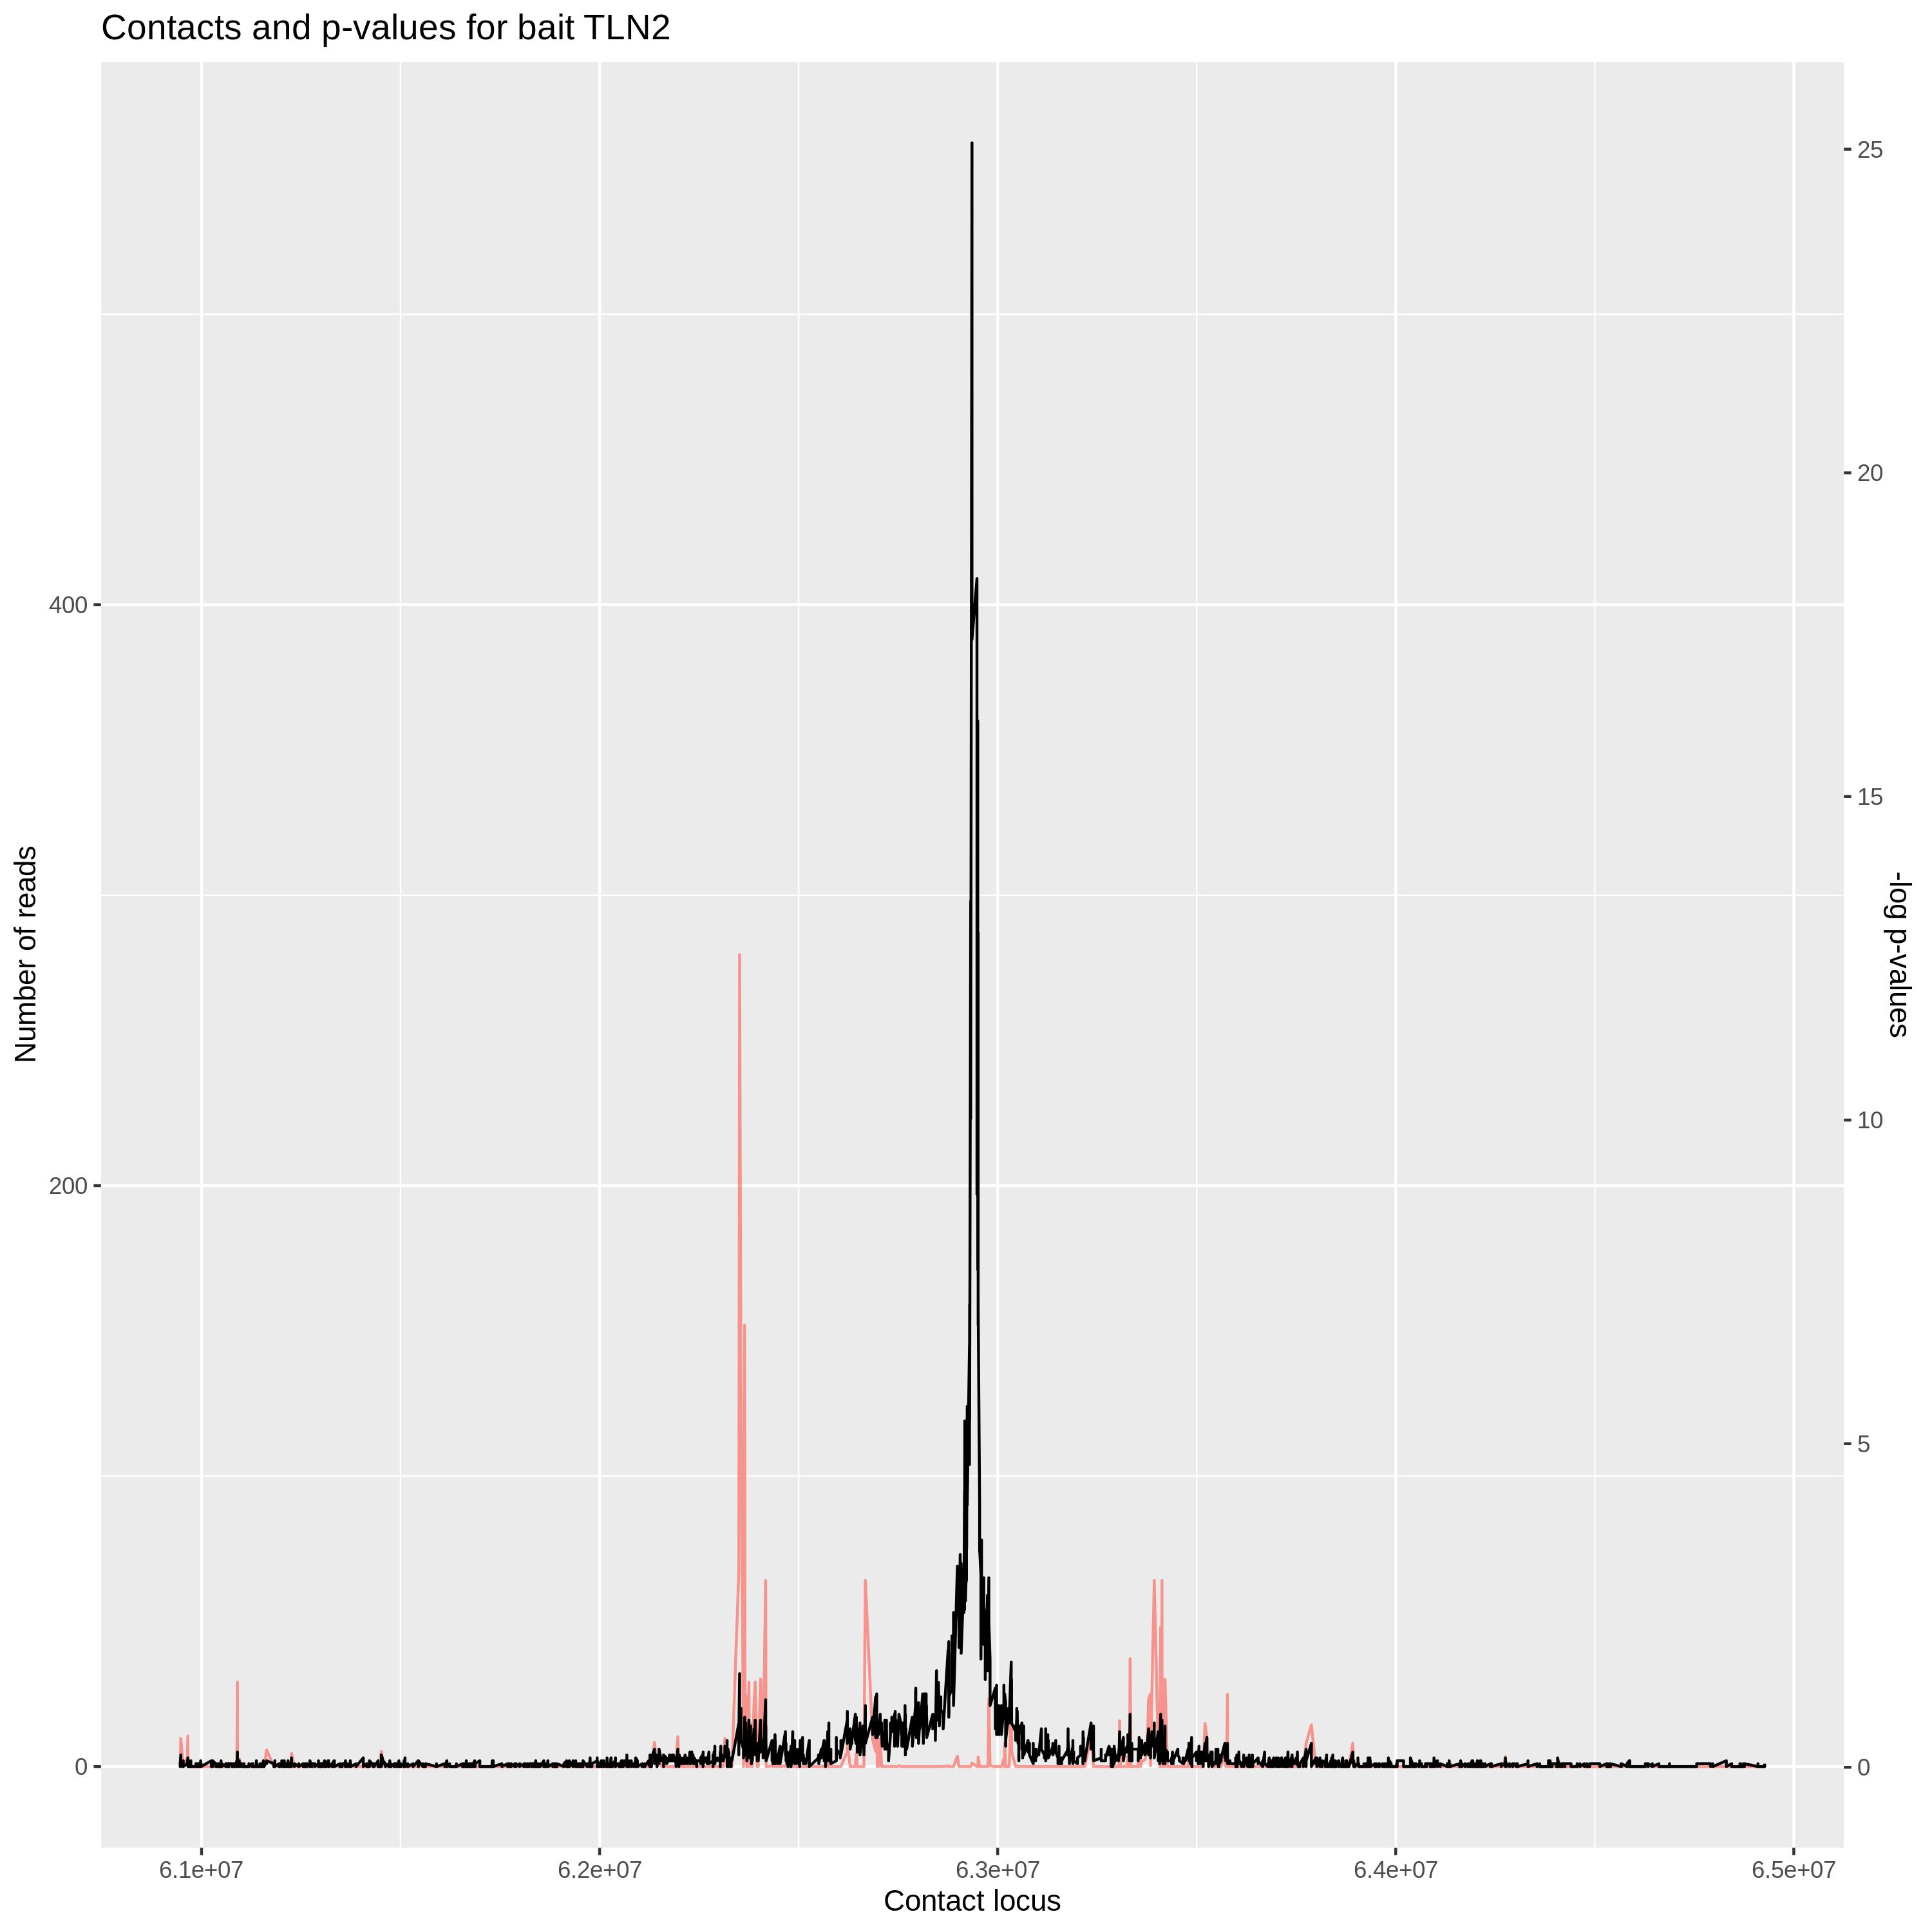 Contacts and p-values for bait TLN2
Number of reads
400
200
0
25
20
15
10
5
0
-log p-values
6.1e+07
6.2e+07
6.3e+07
6.4e+07
6.5e+07
Contact locus